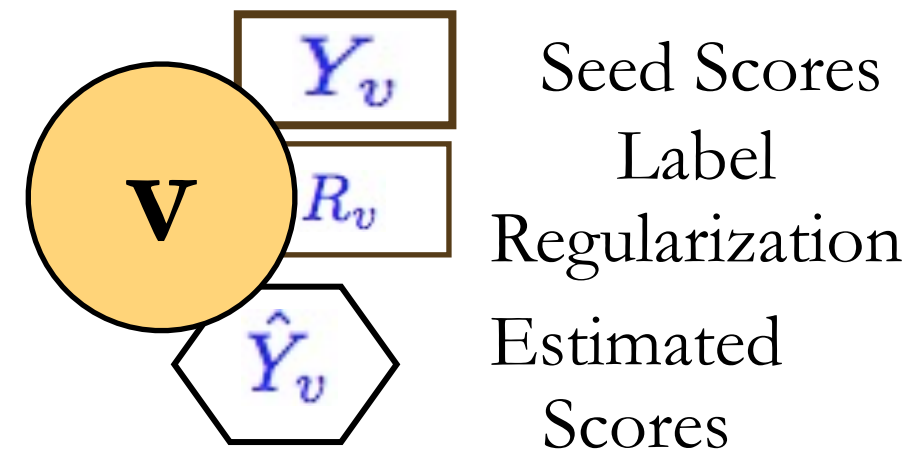 Y_v Seed Scores
Label
v R_v Regularization
Ŷ_v Estimated
Scores